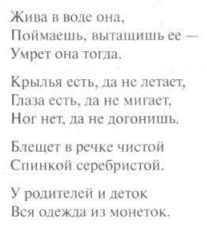 Жива в воде она,
Поймаешь, вытащишь ее —
Умрет она тогда.
Крылья есть, да не летает,
Глаза есть, да не мигает,
Ног нет, да не догонишь.
Блещет в речке чистой
Спинкой серебристой.
У родителей и деток
Вся одежда из монеток.